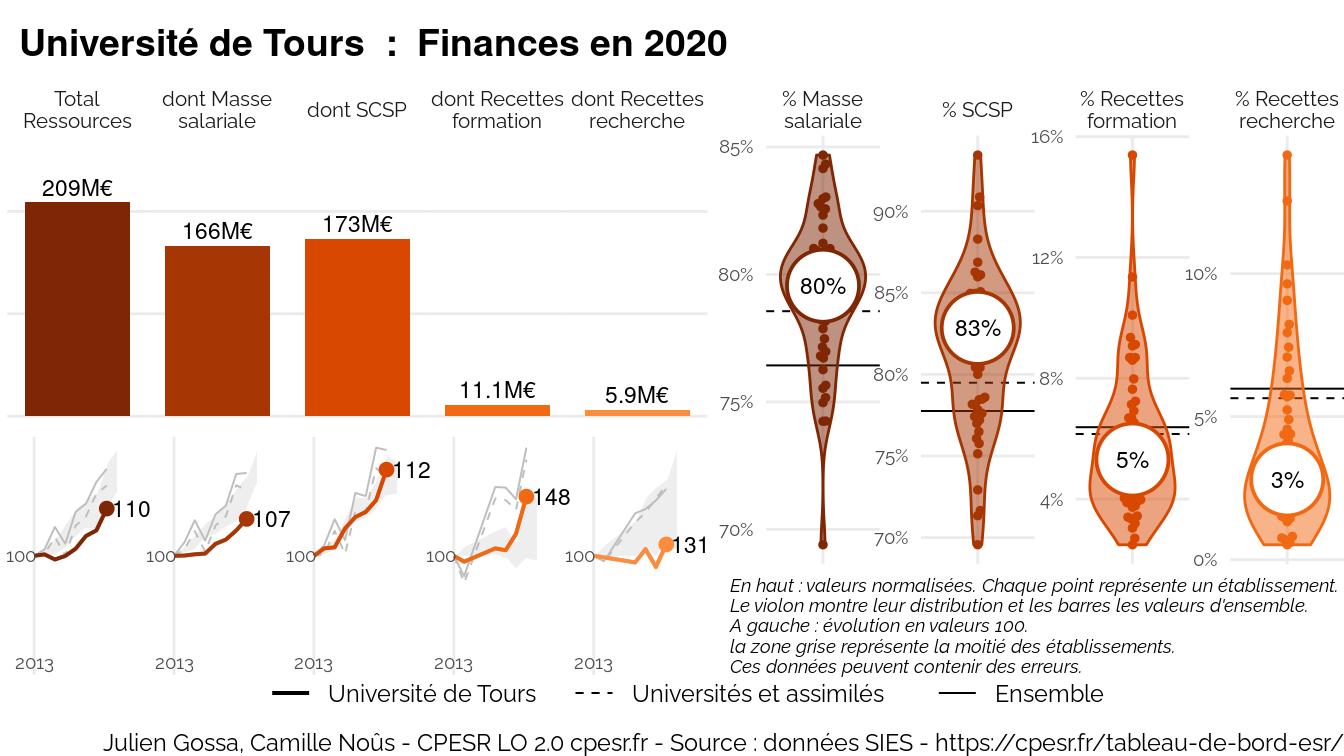 Université de Tours : Finances en 2020
Total
Ressources
dont Masse
salariale
dont SCSP
dont Recettes
formation
dont Recettes
recherche
209M€
166M€
173M€
11.1M€
5.9M€
100
110
2013
100
107
2013
100
112
2013
100
148
2013
100
131
2013
% Masse
salariale
85%
80%
75%
70%
80%
% SCSP
90%
85%
80%
75%
70%
83%
% Recettes
formation
16%
12%
8%
4%
5%
% Recettes
recherche
10%
5%
0%
3%
En haut : valeurs normalisées. Chaque point représente un établissement.
Le violon montre leur distribution et les barres les valeurs d'ensemble.
A gauche : évolution en valeurs 100.
la zone grise représente la moitié des établissements.
Ces données peuvent contenir des erreurs.
Université de Tours
Universités et assimilés
Ensemble
Julien Gossa, Camille Noûs - CPESR LO 2.0 cpesr.fr - Source : données SIES - https://cpesr.fr/tableau-de-bord-esr/